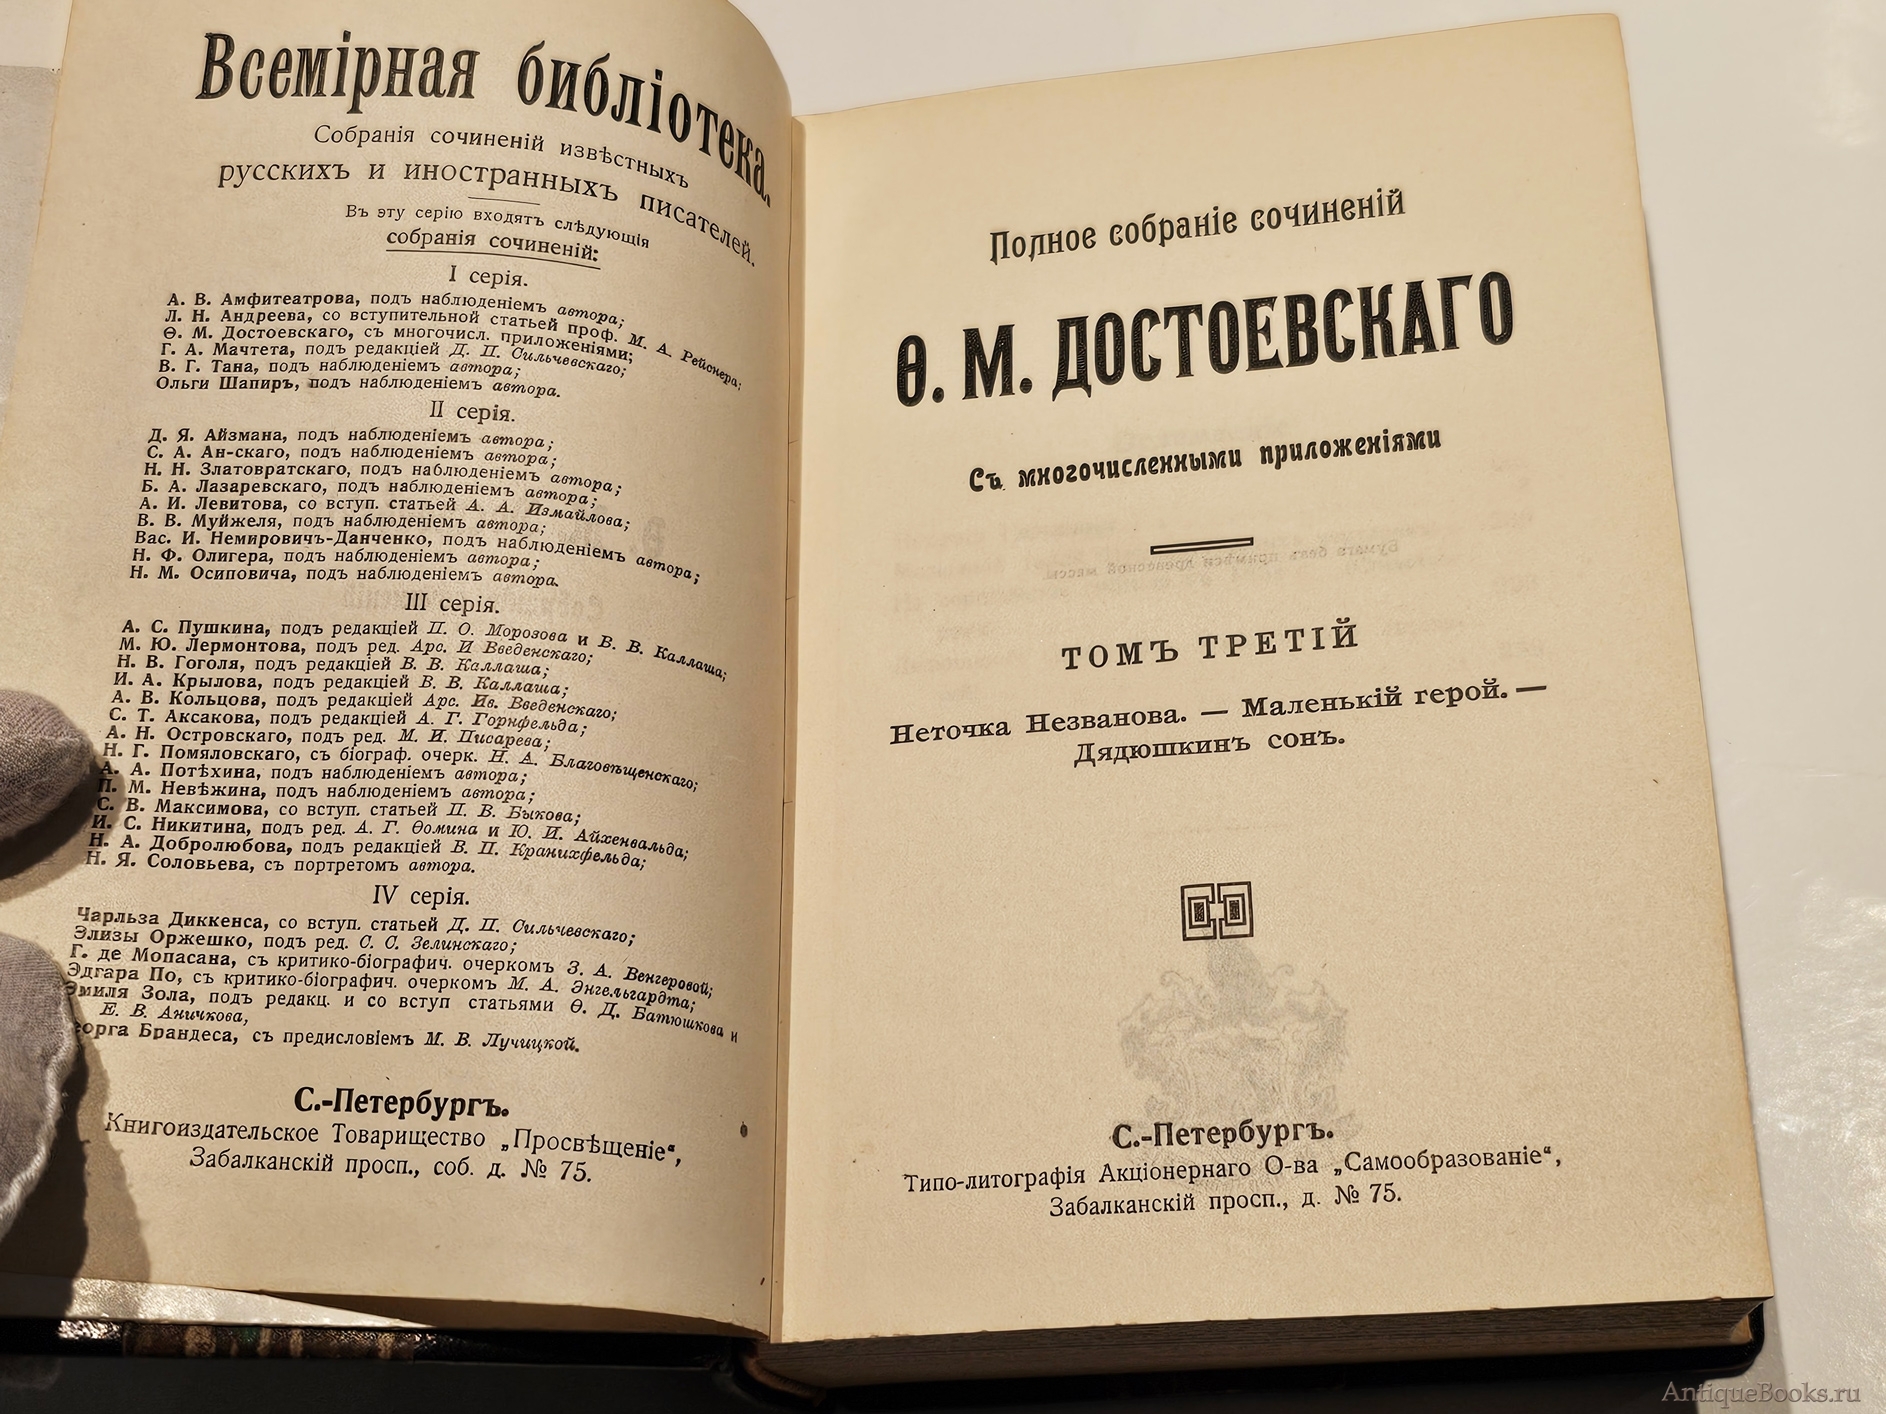 Всемірная библіотека.
Собранія сочиненій извѣстныхъ
русскихъ и иностранныхъ писателей.
Въ эту серію входятъ слѣдующія
собранія сочиненій:
I серія.
А. В. Амфитеатрова, подъ наблюденіемъ автора;
Л. Н. Андреева, со вступительной статьей проф. М. А. Рейснера;
Ѳ. М. Достоевскаго, съ многочисл. приложеніями;
Г. А. Мачтета, подъ редакціей Д. П. Сильчевскаго;
В. Г. Тана, подъ наблюденіемъ автора;
Ольги Шапиръ, подъ наблюденіемъ автора.
II серія.
Д. Я. Айзмана, подъ наблюденіемъ автора;
С. А. Ан-скаго, подъ наблюденіемъ автора;
Н. Н. Златовратскаго, подъ наблюденіемъ автора;
Б. А. Лазаревскаго, подъ наблюденіемъ автора;
А. И. Левитова, со вступ. статьей А. А. Измайлова;
В. В. Муйжеля, подъ наблюденіемъ автора;
Вас. И. Немировичъ-Данченко, подъ наблюденіемъ автора;
Н. Ф. Олигера, подъ наблюденіемъ автора;
Н. М. Осиповича, подъ наблюденіемъ автора.
III серія.
А. С. Пушкина, подъ редакціей П. О. Морозова и В. В. Каллаша;
М. Ю. Лермонтова, подъ ред. Арс. И Введенскаго;
Н. В. Гоголя, подъ редакціей В. В. Каллаша;
И. А. Крылова, подъ редакціей В. В. Каллаша;
А. В. Кольцова, подъ редакціей Арс. Ив. Введенскаго;
С. Т. Аксакова, подъ редакціей А. Г. Горнфельда;
А. Н. Островскаго, подъ ред. М. И. Писарева;
Н. Г. Помяловскаго, съ біограф. очерк. Н. А. Благовѣщенскаго;
А. А. Потѣхина, подъ наблюденіемъ автора;
П. М. Невѣжина, подъ наблюденіемъ автора;
С. В. Максимова, со вступ. статьей П. В. Быкова;
И. С. Никитина, подъ ред. А. Г. Ѳомина и Ю. И. Айхенвальда;
Н. А. Добролюбова, подъ редакціей В. П. Кранихфельда;
Н. Я. Соловьева, съ портретомъ автора.
IV серія.
Чарльза Диккенса, со вступ. статьей Д. П. Сильчевскаго;
Элизы Оржешко, подъ ред. С. С. Зелинскаго;
Г. де Мопасана, съ критико-біографич. очеркомъ З. А. Венгеровой;
Эдгара По, съ критико-біографич. очеркомъ М. А. Энгельгардта;
Эмиля Зола, подъ редакц. и со вступ статьями Ѳ. Д. Батюшкова и
Е. В. Аничкова,
еорга Брандеса, съ предисловіемъ М. В. Лучицкой.
С.-Петербургъ.
Книгоиздательское Товарищество „Просвѣщеніе“,
Забалканскій просп., соб. д. № 75.
Полное собраніе сочиненій
Ѳ. М. ДОСТОЕВСКАГО
Съ многочисленными приложеніями
ТОМЪ ТРЕТІЙ
Неточка Незванова. — Маленькій герой. —
Дядюшкинъ сонъ.
С.-Петербургъ.
Типо-литографія Акціонернаго О-ва „Самообразованіе“,
Забалканскій просп., д. № 75.
AntiqueBooks.ru